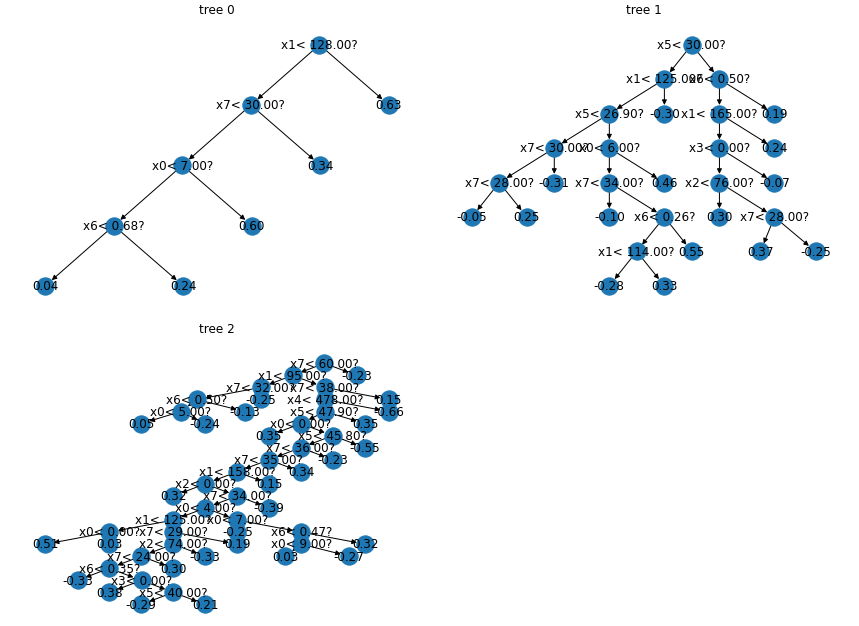 tree 0
x1< 128.00?
x7< 30.00? 0.63
x0< 7.00? 0.34
x6< 0.68? 0.60
0.04 0.24
tree 1
x5< 30.00?
x1< 125.00? x6< 0.50?
x5< 26.90? -0.30 x1< 165.00? 0.19
x7< 30.00? x0< 6.00? x3< 0.00? 0.24
x7< 28.00? -0.31 x7< 34.00? 0.46 x2< 76.00? -0.07
-0.05 0.25 -0.10 x6< 0.26? 0.30 x7< 28.00?
x1< 114.00? 0.55 0.37 -0.25
-0.28 0.33
tree 2
x7< 60.00?
x1< 95.00? -0.23
x7< 32.00? x7< 38.00?
x6< 0.50? -0.25 x4< 478.00? 0.15
x0< 5.00? 0.13 x5< 47.90? -0.66
0.05 -0.24 x0< 0.00? 0.35
0.35 x5< 45.80?
x7< 36.00? -0.55
x7< 35.00? -0.23
x1< 158.00? 0.34
x2< 0.00? 0.15
0.32 x7< 34.00?
x0< 4.00? -0.39
x1< 125.00? x0< 7.00?
x0< 0.00? x7< 29.00? -0.25 x6< 0.47?
0.51 0.03 x2< 74.00? 0.19 x0< 9.00? 0.32
x7< 24.00? -0.33 0.03 -0.27
x6< 0.35? 0.30
-0.33 x3< 0.00?
0.38 x5< 40.00?
-0.29 0.21